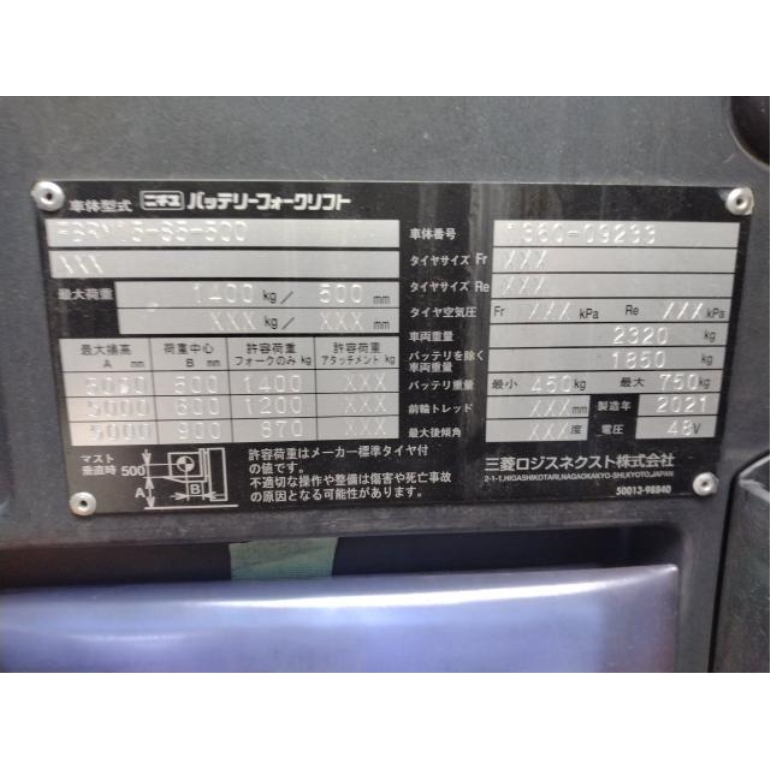 車体型式 ニチユ バッテリーフォークリフト
XXX
最大荷重 1400 kg / 500 mm
XXX kg / XXX mm
最大揚高 A mm 荷重中心 B mm 許容荷重 フォークのみ kg 許容荷重 アタッチメント kg
5000 500 1400 XXX
5000 600 1200 XXX
5000 900 870 XXX
マスト垂直時 500 A B
許容荷重はメーカー標準タイヤ付
の値です。
不適切な操作や整備は傷害や死亡事故
の原因となる可能性があります。
車体番号 1360-09233
タイヤサイズ Fr XXX
タイヤサイズ Re XXX
タイヤ空気圧 Fr XXX kPa Re XXX kPa
車両重量 2320 kg
バッテリを除く車両重量 1850 kg
バッテリ重量 最小 450 kg 最大 750 kg
前輪トレッド XXX mm 製造年 2021
最大後傾角 XXX 度 電圧 48 V
三菱ロジスネクスト株式会社
2-1-1,HIGASHIKOTARI,NAGAOKAKYO-SHI,KYOTO,JAPAN
50013-98840